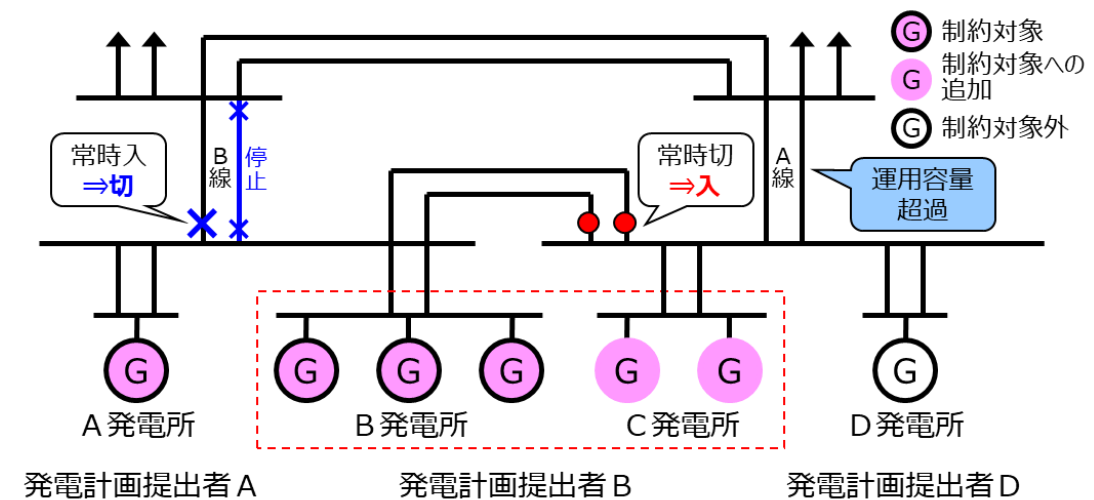 G 制約対象
G 制約対象への
追加
G 制約対象外
常時入
⇒切
B
線
停止
常時切
⇒入
A
線
運用容量
超過
G
G
G
G
G
G
G
A発電所
B発電所
C発電所
D発電所
発電計画提出者A
発電計画提出者B
発電計画提出者D